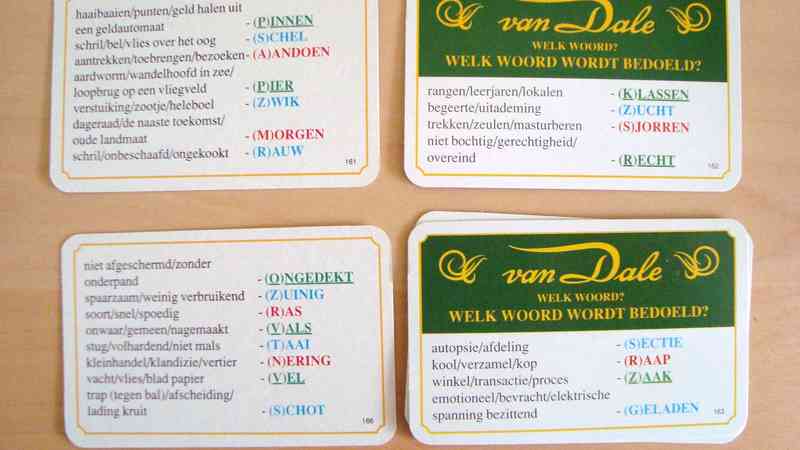 haaibaaien/punten/geld halen uit
een geldautomaat - (P)INNEN
schril/bel/vlies over het oog - (S)CHEL
aantrekken/toebrengen/bezoeken - (A)ANDOEN
aardworm/wandelhoofd in zee/
loopbrug op een vliegveld - (P)IER
verstuiking/zootje/heleboel - (Z)WIK
dageraad/de naaste toekomst/
oude landmaat - (M)ORGEN
schril/onbeschaafd/ongekookt - (R)AUW
161
van Dale
WELK WOORD?
WELK WOORD WORDT BEDOELD?
rangen/leerjaren/lokalen - (K)LASSEN
begeerte/uitademing - (Z)UCHT
trekken/zeulen/masturberen - (S)JORREN
niet bochtig/gerechtigheid/
overeind - (R)ECHT
162
niet afgeschermd/zonder
onderpand - (O)NGEDEKT
spaarzaam/weinig verbruikend - (Z)UINIG
soort/snel/spoedig - (R)AS
onwaar/gemeen/nagemaakt - (V)ALS
stug/volhardend/niet mals - (T)AAI
kleinhandel/klandizie/vertier - (N)ERING
vacht/vlies/blad papier - (V)EL
trap (tegen bal)/afscheiding/
lading kruit - (S)CHOT
166
van Dale
WELK WOORD?
WELK WOORD WORDT BEDOELD?
autopsie/afdeling - (S)ECTIE
kool/verzamel/kop - (R)AAP
winkel/transactie/proces - (Z)AAK
emotioneel/bevracht/elektrische
spanning bezittend - (G)ELADEN
163